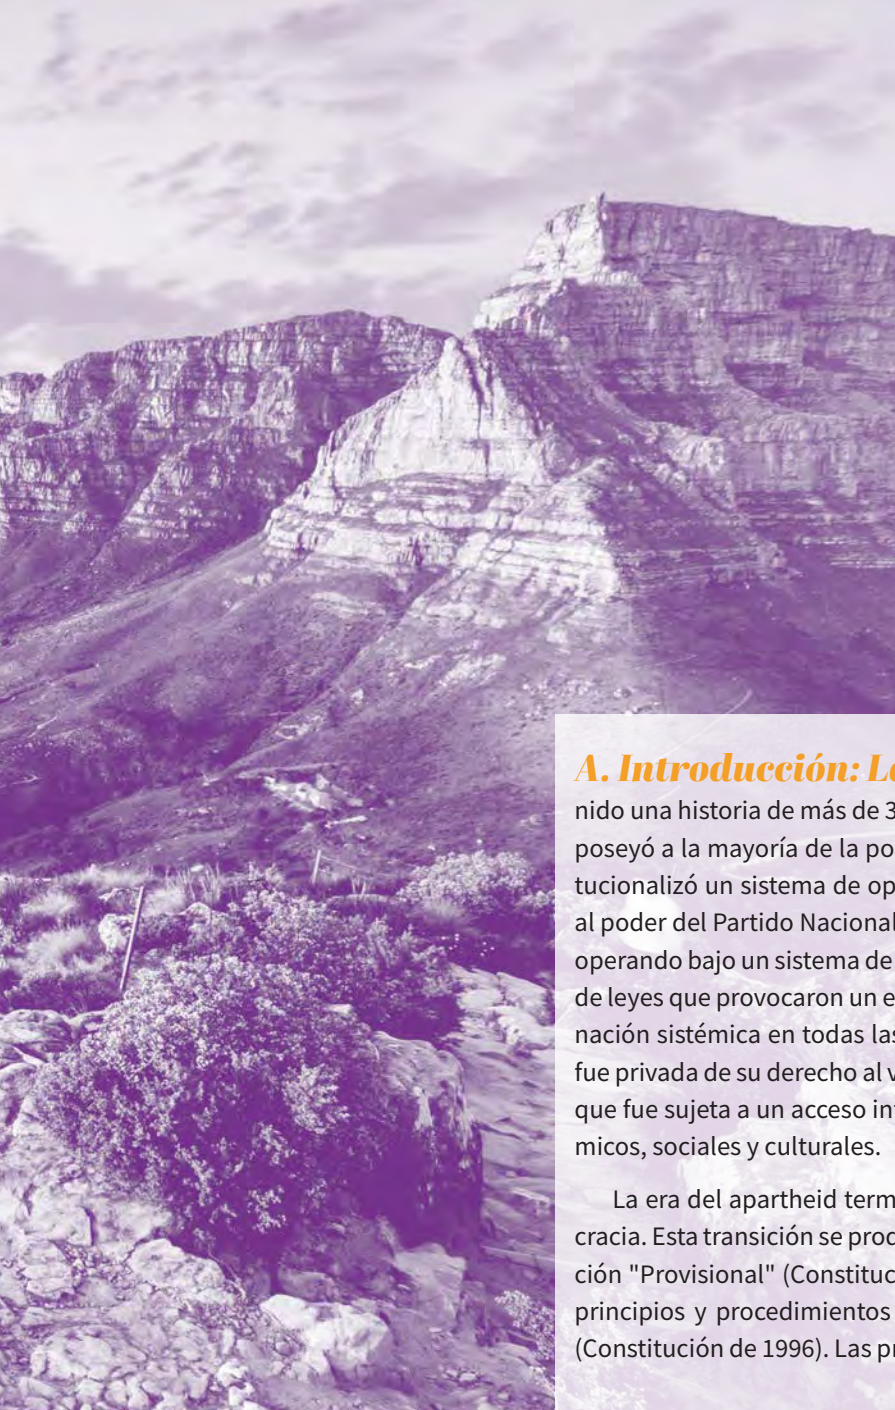 A. Introducción: La
nido una historia de más de 3
poseyó a la mayoría de la po
tucionalizó un sistema de op
al poder del Partido Nacional
operando bajo un sistema de
de leyes que provocaron un e
nación sistémica en todas las
fue privada de su derecho al v
que fue sujeta a un acceso in
micos, sociales y culturales.
La era del apartheid term
cracia. Esta transición se proc
ción "Provisional" (Constituc
principios y procedimientos
(Constitución de 1996). Las pr